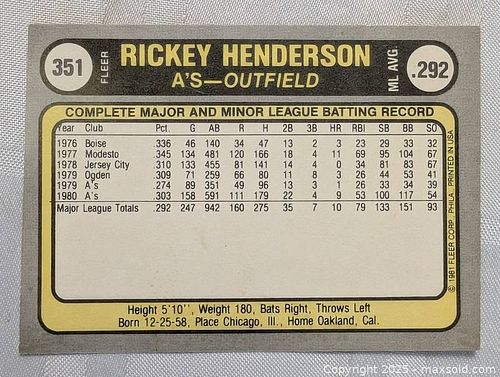 351
FLEER
RICKEY HENDERSON
A'S—OUTFIELD
ML AVG.
.292
COMPLETE MAJOR AND MINOR LEAGUE BATTING RECORD
Year Club Pct. G AB R H 2B 3B HR RBI SB BB SO
1976 Boise .336 46 140 34 47 13 2 3 23 29 33 32
1977 Modesto .345 134 481 120 166 18 4 11 69 95 104 67
1978 Jersey City .310 133 455 81 141 14 4 0 34 81 83 67
1979 Ogden .309 71 259 66 80 11 8 3 26 44 53 41
1979 A's .274 89 351 49 96 13 3 1 26 33 34 39
1980 A's .303 158 591 111 179 22 4 9 53 100 117 54
Major League Totals .292 247 942 160 275 35 7 10 79 133 151 93
Height 5'10'', Weight 180, Bats Right, Throws Left
Born 12-25-58, Place Chicago, Ill., Home Oakland, Cal.
© 1981 FLEER CORP. PHILA. PRINTED IN USA
Copyright 2025 - maxsold.com